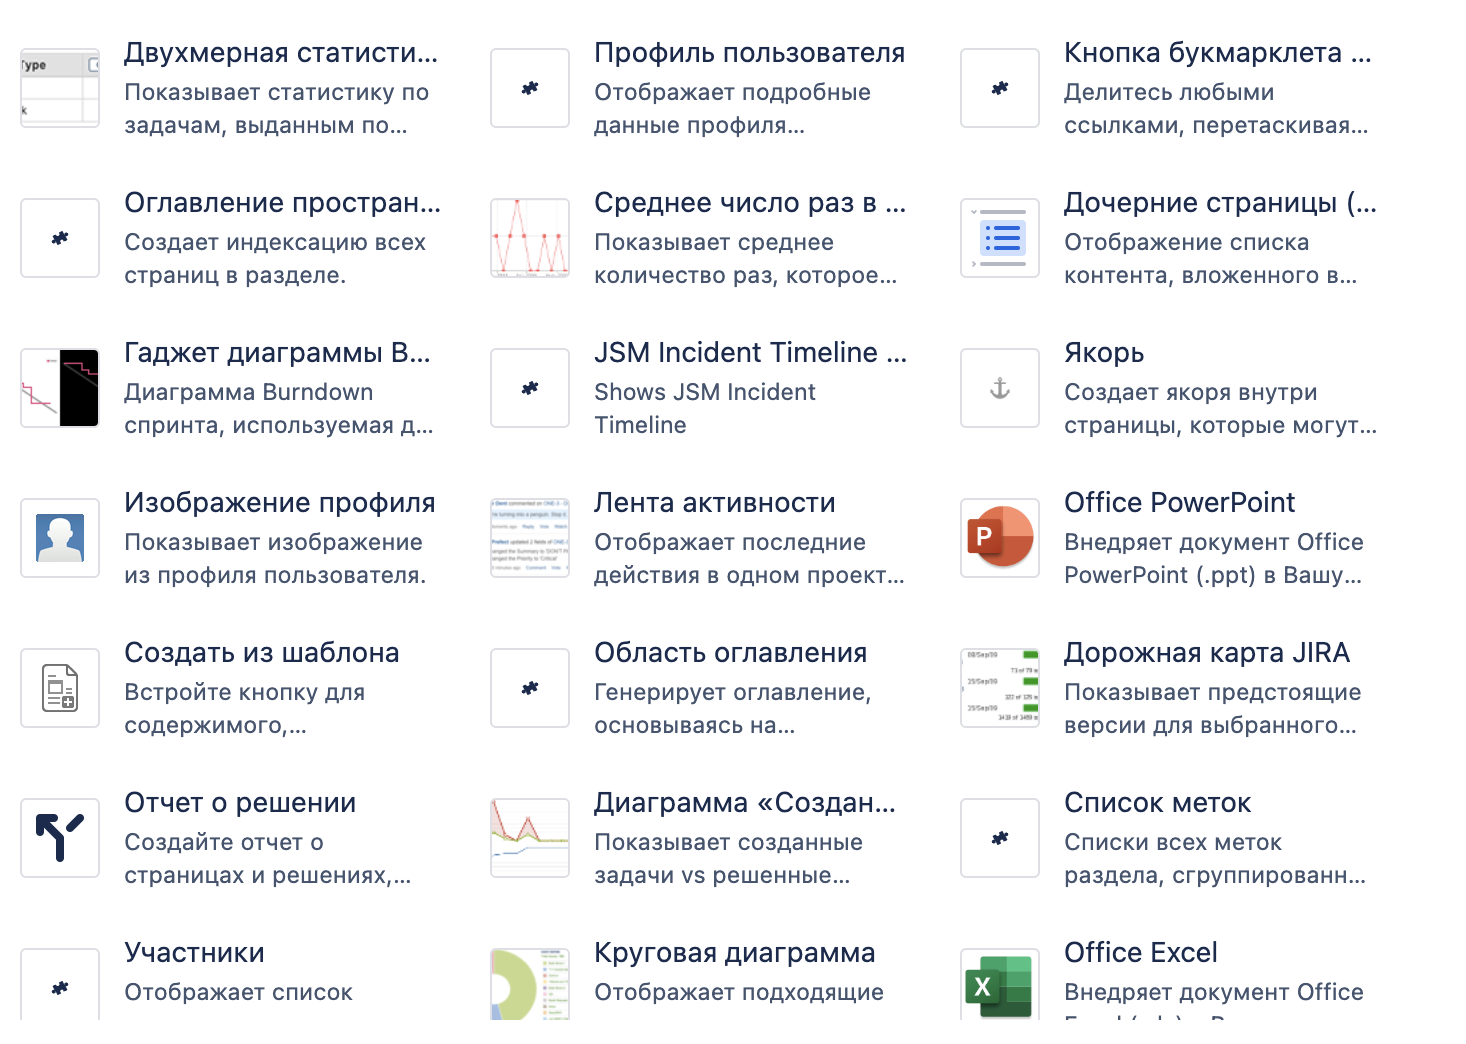 Двухмерная статисти...
Показывает статистику по
задачам, выданным по...
Профиль пользователя
Отображает подробные
данные профиля...
Кнопка букмарклета ...
Делитесь любыми
ссылками, перетаскивая...
Оглавление простран...
Создает индексацию всех
страниц в разделе.
Среднее число раз в ...
Показывает среднее
количество раз, которое...
Дочерние страницы (...
Отображение списка
контента, вложенного в...
Гаджет диаграммы B...
Диаграмма Burndown
спринта, используемая д...
JSM Incident Timeline ...
Shows JSM Incident
Timeline
Якорь
Создает якоря внутри
страницы, которые могут...
Изображение профиля
Показывает изображение
из профиля пользователя.
Лента активности
Отображает последние
действия в одном проект...
P
Office PowerPoint
Внедряет документ Office
PowerPoint (.ppt) в Вашу...
Создать из шаблона
Встройте кнопку для
содержимого,...
Область оглавления
Генерирует оглавление,
основываясь на...
Дорожная карта JIRA
Показывает предстоящие
версии для выбранного...
Отчет о решении
Создайте отчет о
страницах и решениях,...
Диаграмма «Создан...
Показывает созданные
задачи vs решенные...
Список меток
Списки всех меток
раздела, сгруппированн...
Участники
Отображает список
Круговая диаграмма
Отображает подходящие
X
Office Excel
Внедряет документ Office